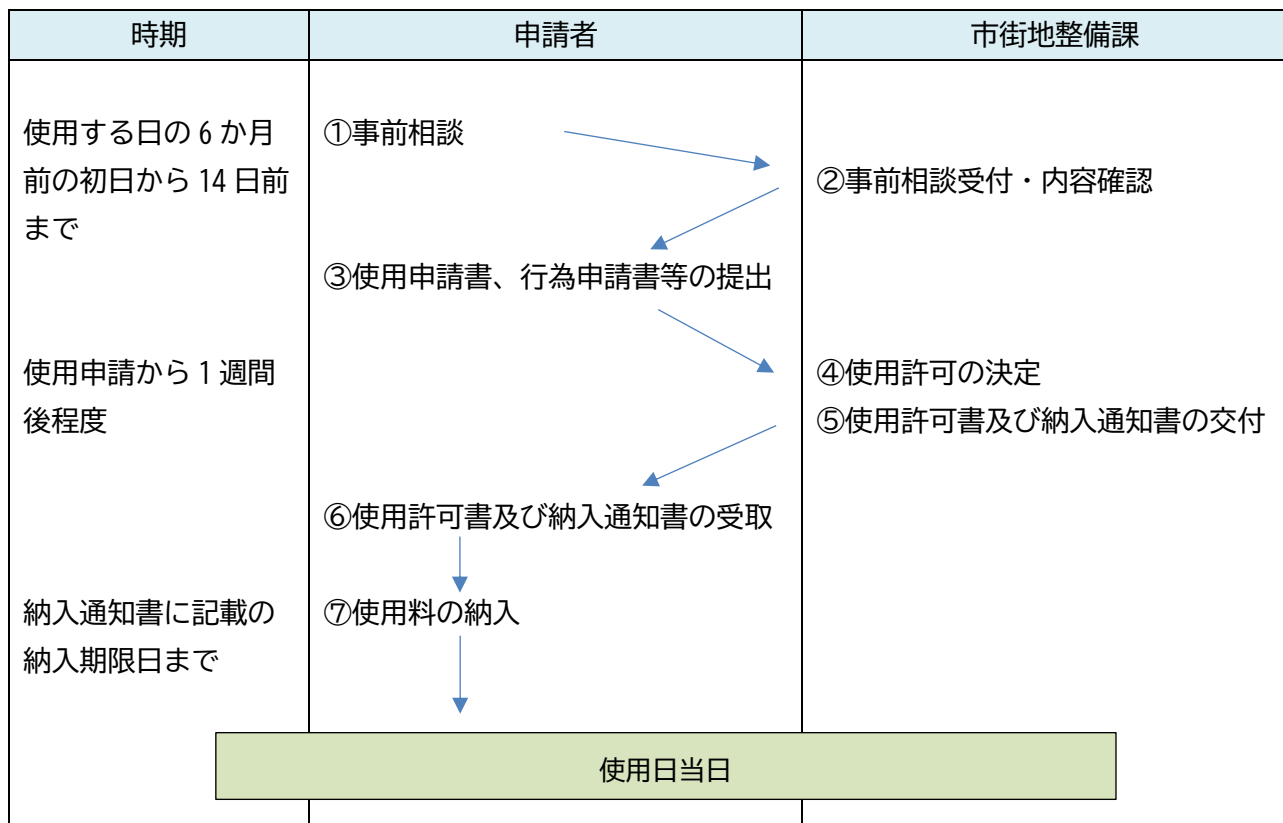 時期
申請者
市街地整備課
使用する日の6か月
前の初日から14日前
まで
①事前相談
②事前相談受付・内容確認
③使用申請書、行為申請書等の提出
使用申請から1週間
後程度
④使用許可の決定
⑤使用許可書及び納入通知書の交付
⑥使用許可書及び納入通知書の受取
納入通知書に記載の
納入期限日まで
⑦使用料の納入
使用日当日